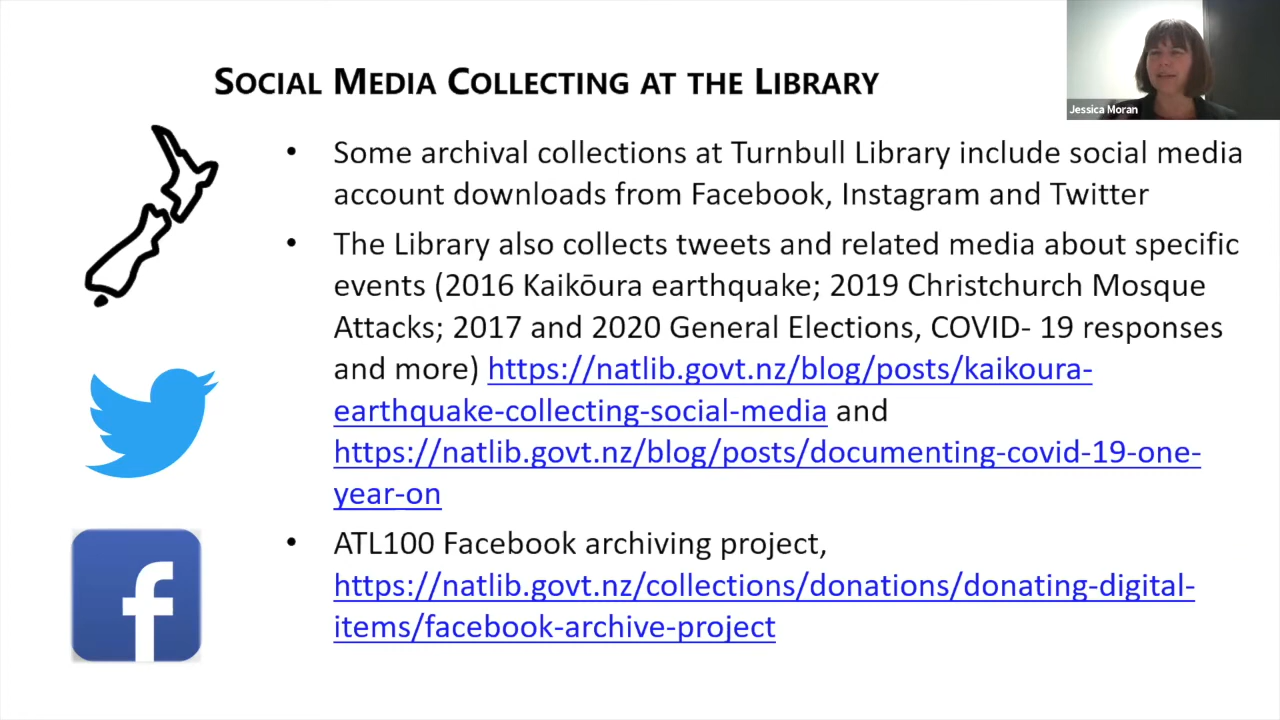 SOCIAL MEDIA COLLECTING AT THE LIBRARY
Jessica Moran
• Some archival collections at Turnbull Library include social media
account downloads from Facebook, Instagram and Twitter
• The Library also collects tweets and related media about specific
events (2016 Kaikōura earthquake; 2019 Christchurch Mosque
Attacks; 2017 and 2020 General Elections, COVID- 19 responses
and more) https://natlib.govt.nz/blog/posts/kaikoura-
earthquake-collecting-social-media and
https://natlib.govt.nz/blog/posts/documenting-covid-19-one-
year-on
• ATL100 Facebook archiving project,
https://natlib.govt.nz/collections/donations/donating-digital-
items/facebook-archive-project
f